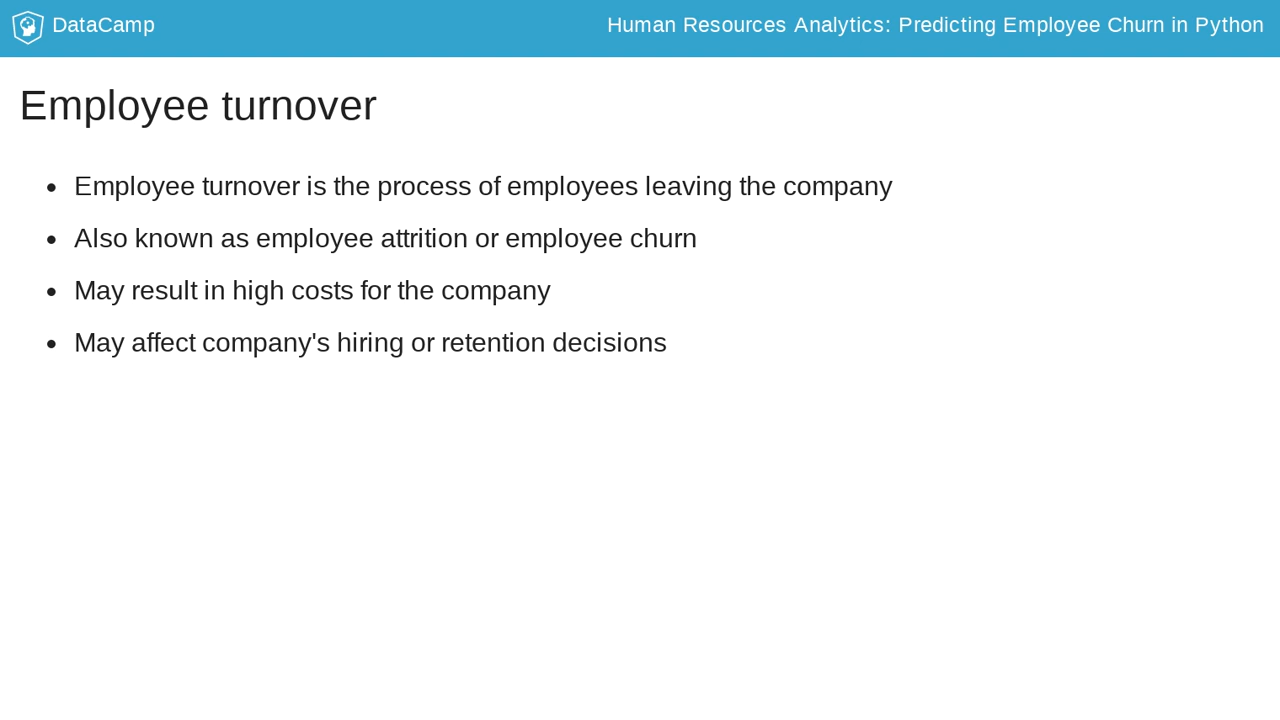 DataCamp
Human Resources Analytics: Predicting Employee Churn in Python
Employee turnover
• Employee turnover is the process of employees leaving the company
• Also known as employee attrition or employee churn
• May result in high costs for the company
• May affect company's hiring or retention decisions